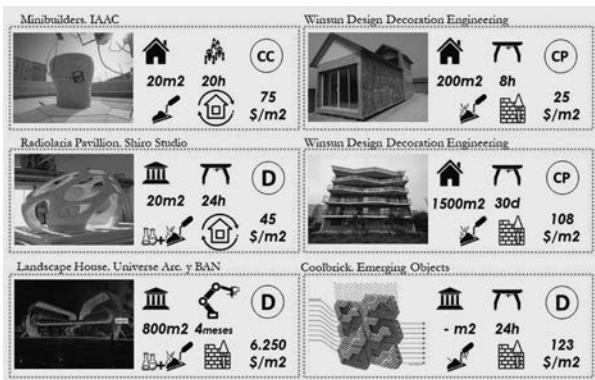 Minibuilders. IAAC
20m2 20h
CC
75
$/m2
Winsun Design Decoration Engineering
200m2 8h
CP
25
$/m2
Radiolaria Pavillion. Shiro Studio
20m2 24h
D
45
$/m2
Winsun Design Decoration Engineering
1500m2 30d
CP
108
$/m2
Landscape House. Universe Arc. y BAN
800m2 4meses
D
6.250
$/m2
Coolbrick. Emerging Objects
- m2 24h
D
123
$/m2